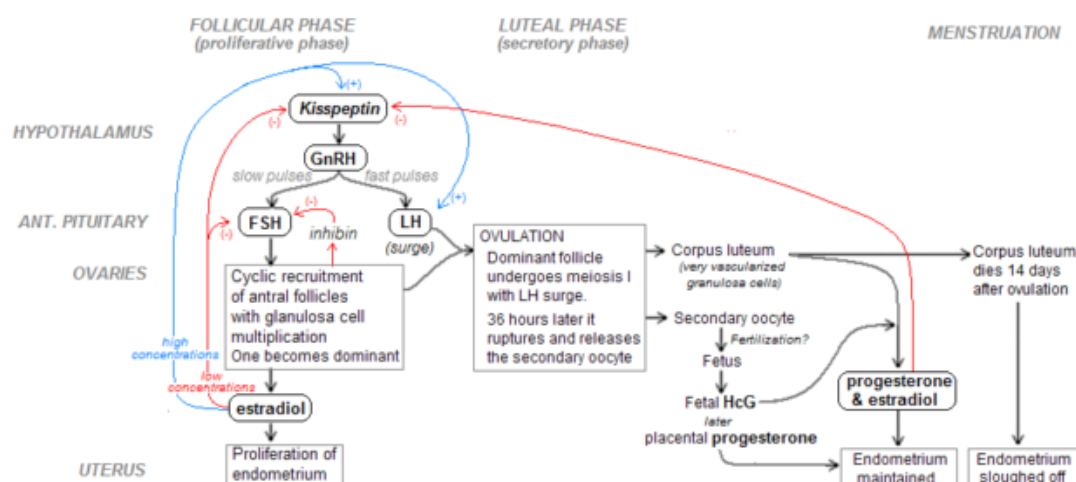 FOLLICULAR PHASE
(proliferative phase)
LUTEAL PHASE
(secretory phase)
MENSTRUATION
(+)
Kisspeptin
(-)
(-)
HYPOTHALAMUS
GnRH
slow pulses
fast pulses
(-)
(+)
ANT. PITUITARY
FSH
LH
(-)
inhibin
(surge)
OVARIES
Cyclic recruitment
of antral follicles
with glanulosa cell
multiplication
One becomes dominant
OVULATION
Dominant follicle
undergoes meiosis I
with LH surge.
36 hours later it
ruptures and releases
the secondary oocyte
Corpus luteum
(very vascularized
granulosa cells)
Corpus luteum
dies 14 days
after ovulation
Secondary oocyte
Fertilization?
Fetus
Fetal HcG
later
placental progesterone
progesterone
& estradiol
high
concentrations
low
concentrations
estradiol
UTERUS
Proliferation of
endometrium
Endometrium
maintained
Endometrium
sloughed off